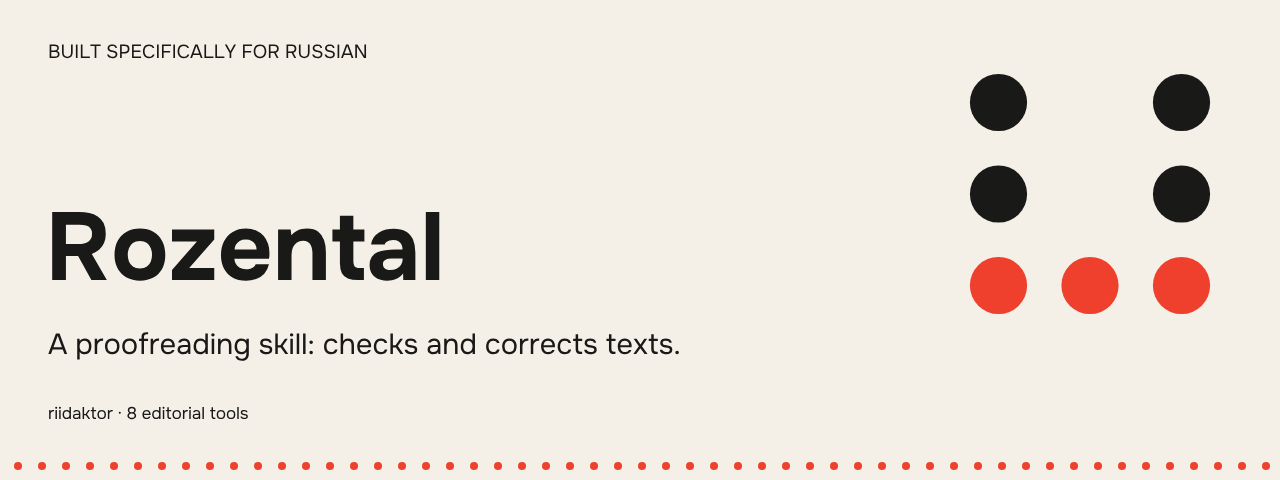 BUILT SPECIFICALLY FOR RUSSIAN
Rozental
A proofreading skill: checks and corrects texts.
riidaktor · 8 editorial tools